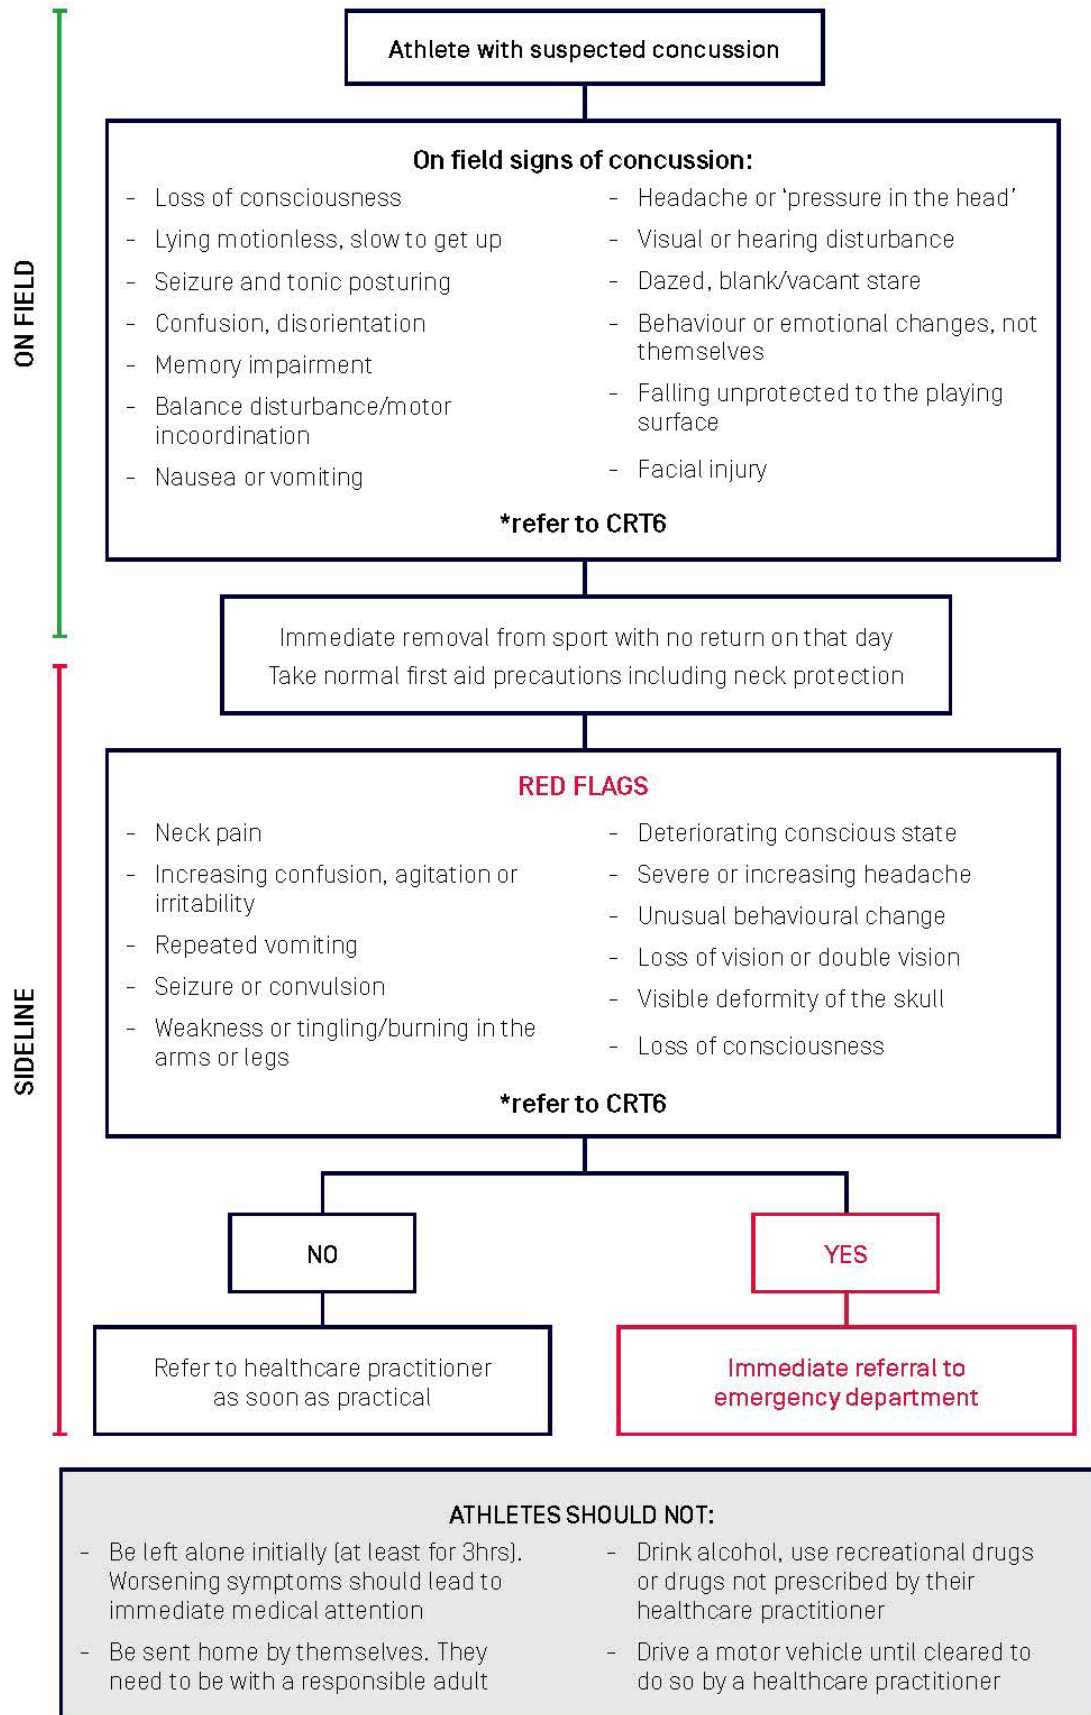 Athlete with suspected concussion
ON FIELD
On field signs of concussion:
- Loss of consciousness
- Lying motionless, slow to get up
- Seizure and tonic posturing
- Confusion, disorientation
- Memory impairment
- Balance disturbance/motor
incoordination
- Nausea or vomiting
- Headache or ‘pressure in the head’
- Visual or hearing disturbance
- Dazed, blank/vacant stare
- Behaviour or emotional changes, not
themselves
- Falling unprotected to the playing
surface
- Facial injury
*refer to CRT6
Immediate removal from sport with no return on that day
Take normal first aid precautions including neck protection
SIDELINE
RED FLAGS
- Neck pain
- Increasing confusion, agitation or
irritability
- Repeated vomiting
- Seizure or convulsion
- Weakness or tingling/burning in the
arms or legs
- Deteriorating conscious state
- Severe or increasing headache
- Unusual behavioural change
- Loss of vision or double vision
- Visible deformity of the skull
- Loss of consciousness
*refer to CRT6
NO
Refer to healthcare practitioner
as soon as practical
YES
Immediate referral to
emergency department
ATHLETES SHOULD NOT:
- Be left alone initially (at least for 3hrs).
Worsening symptoms should lead to
immediate medical attention
- Be sent home by themselves. They
need to be with a responsible adult
- Drink alcohol, use recreational drugs
or drugs not prescribed by their
healthcare practitioner
- Drive a motor vehicle until cleared to
do so by a healthcare practitioner